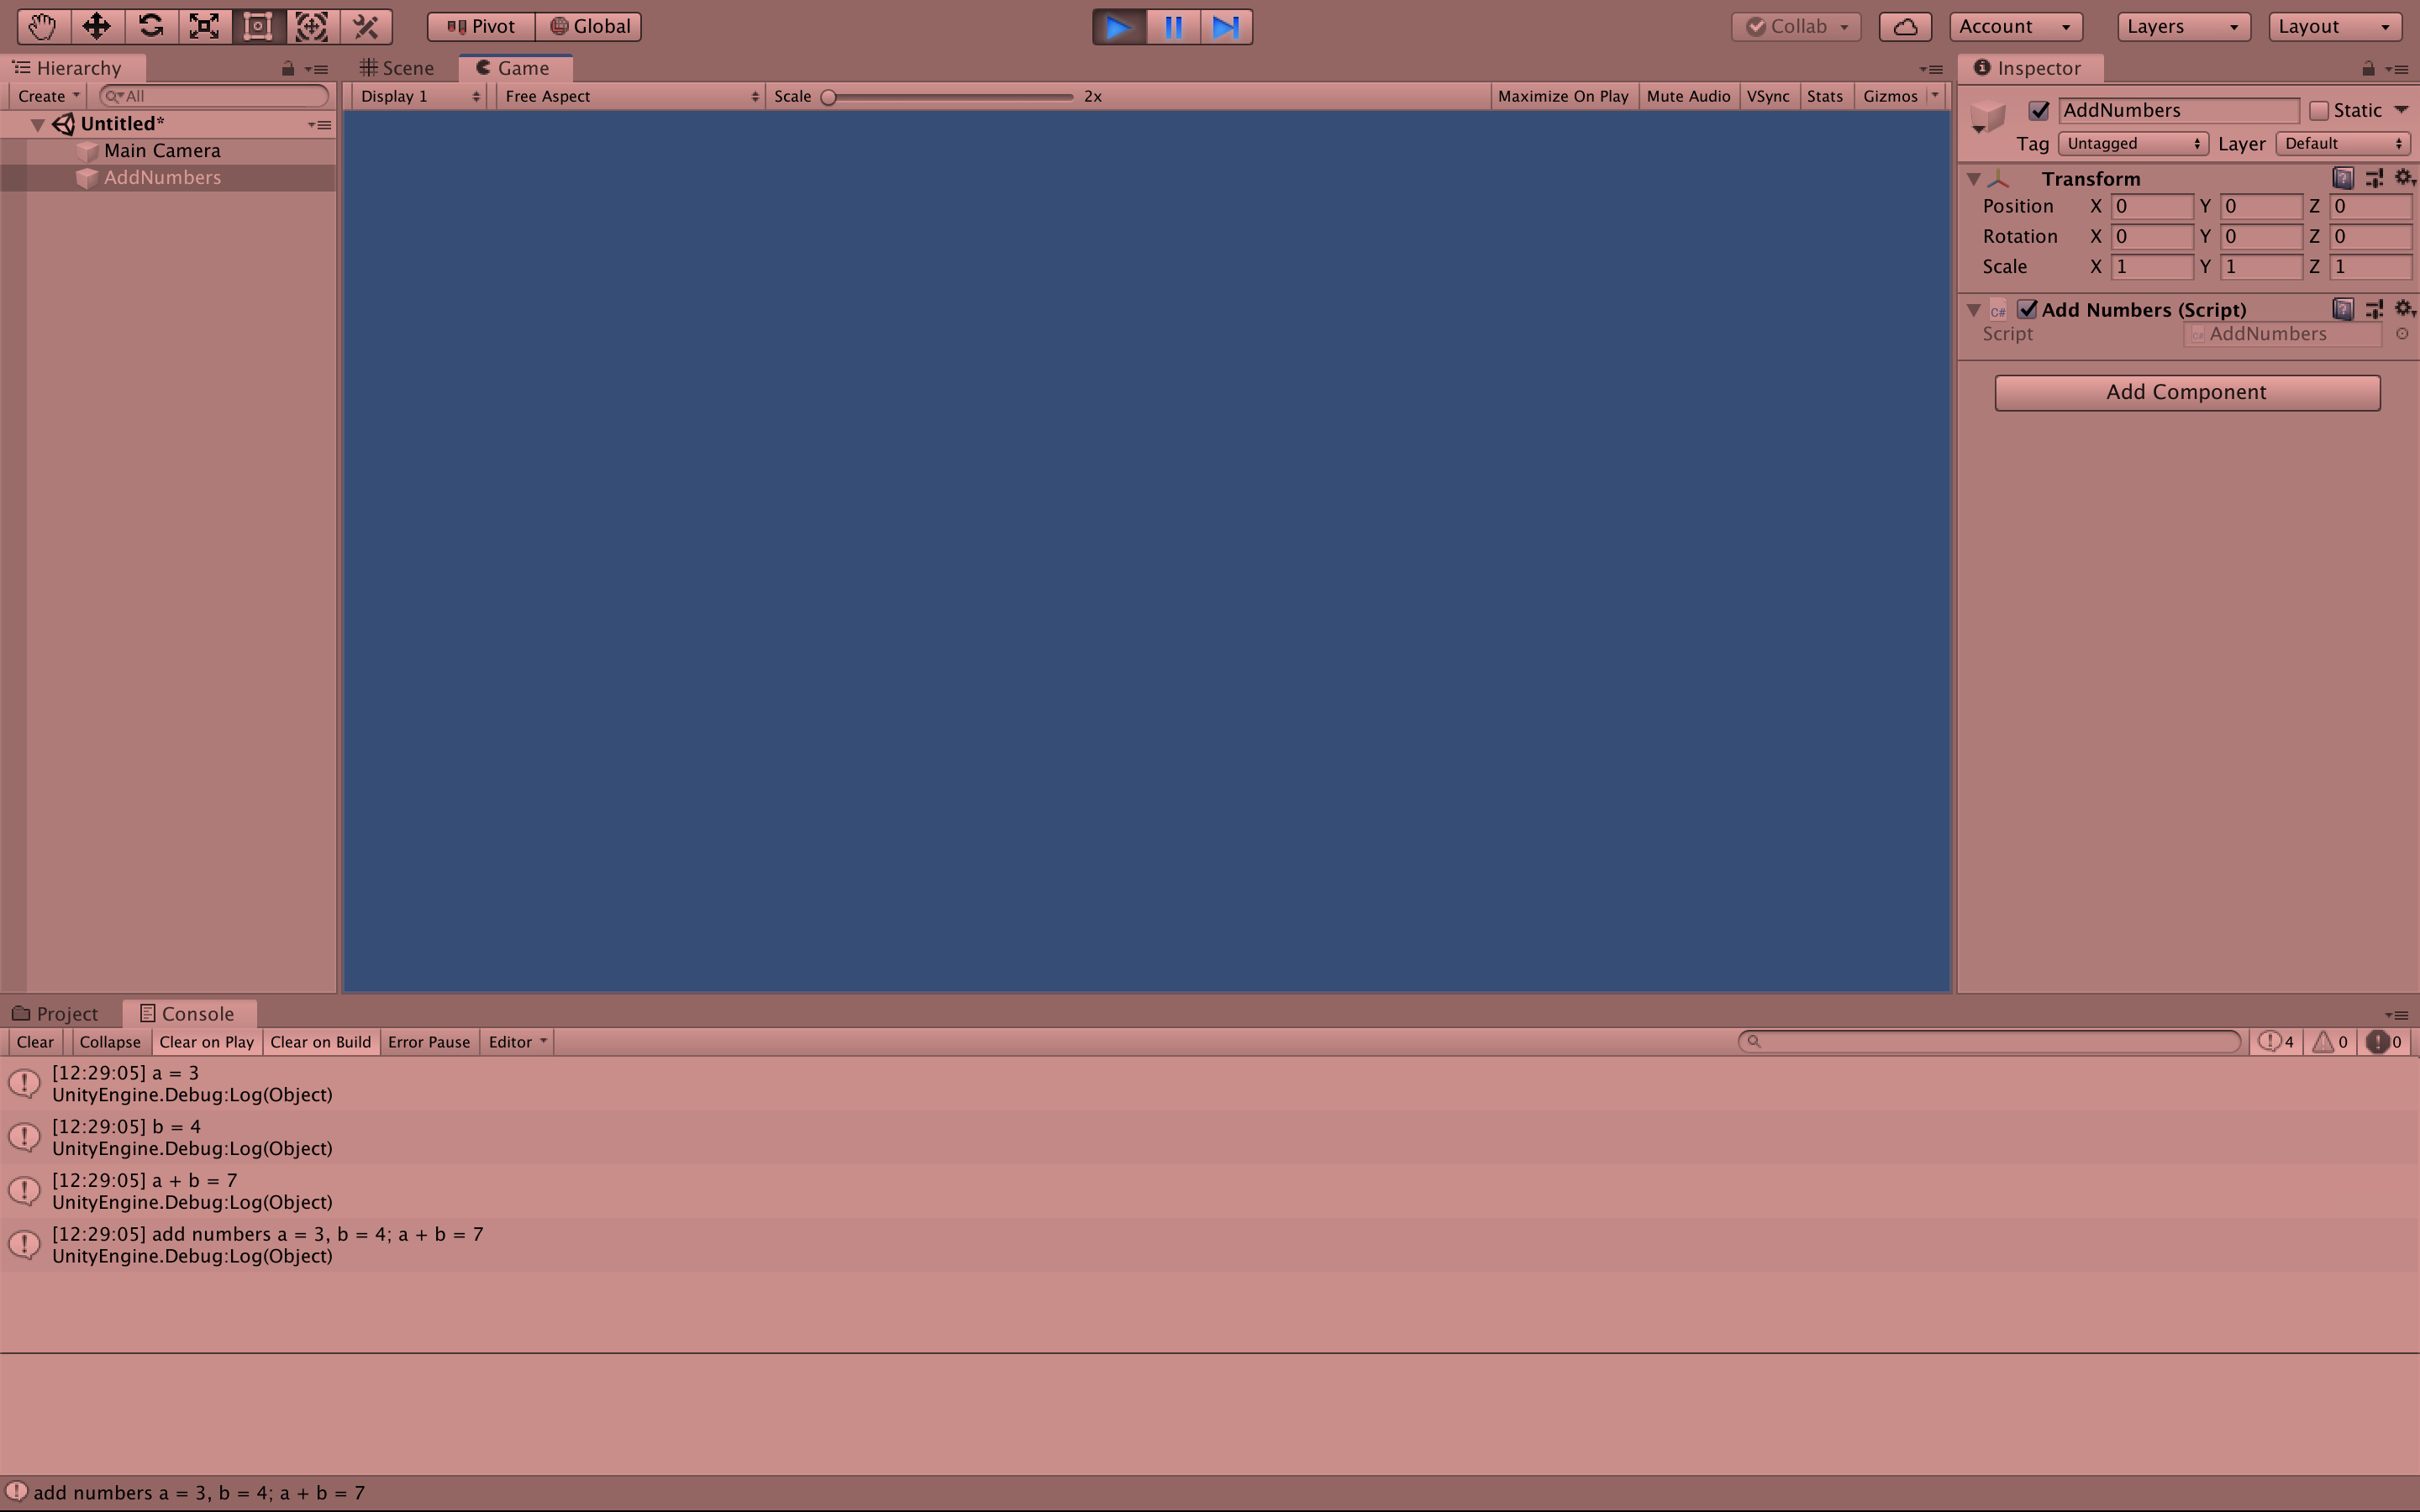 Pivot Global Collab Account Layers Layout
Hierarchy
Create All
Untitled*
Main Camera
AddNumbers
Scene Game
Display 1 Free Aspect Scale 2x Maximize On Play Mute Audio VSync Stats Gizmos
Inspector
AddNumbers Static
Tag Untagged Layer Default
Transform
Position X 0 Y 0 Z 0
Rotation X 0 Y 0 Z 0
Scale X 1 Y 1 Z 1
C# Add Numbers (Script)
Script AddNumbers
Add Component
Project Console
Clear Collapse Clear on Play Clear on Build Error Pause Editor 4 0 0
[12:29:05] a = 3
UnityEngine.Debug:Log(Object)
[12:29:05] b = 4
UnityEngine.Debug:Log(Object)
[12:29:05] a + b = 7
UnityEngine.Debug:Log(Object)
[12:29:05] add numbers a = 3, b = 4; a + b = 7
UnityEngine.Debug:Log(Object)
add numbers a = 3, b = 4; a + b = 7